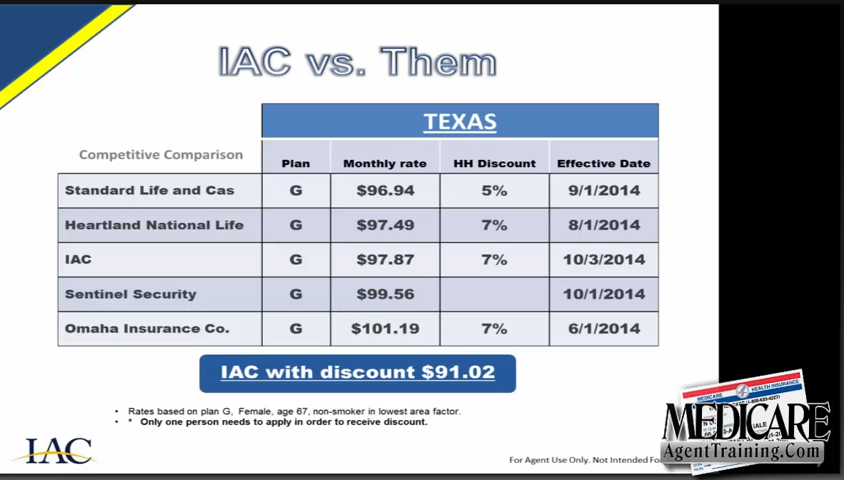 IAC vs. Them
TEXAS
Competitive Comparison Plan Monthly rate HH Discount Effective Date
Standard Life and Cas G $96.94 5% 9/1/2014
Heartland National Life G $97.49 7% 8/1/2014
IAC G $97.87 7% 10/3/2014
Sentinel Security G $99.56 10/1/2014
Omaha Insurance Co. G $101.19 7% 6/1/2014
IAC with discount $91.02
• Rates based on plan G, Female, age 67, non-smoker in lowest area factor.
• * Only one person needs to apply in order to receive discount.
IAC
For Agent Use Only. Not Intended
MEDICARE HEALTH INSURANCE
MEDICARE
AgentTraining.Com